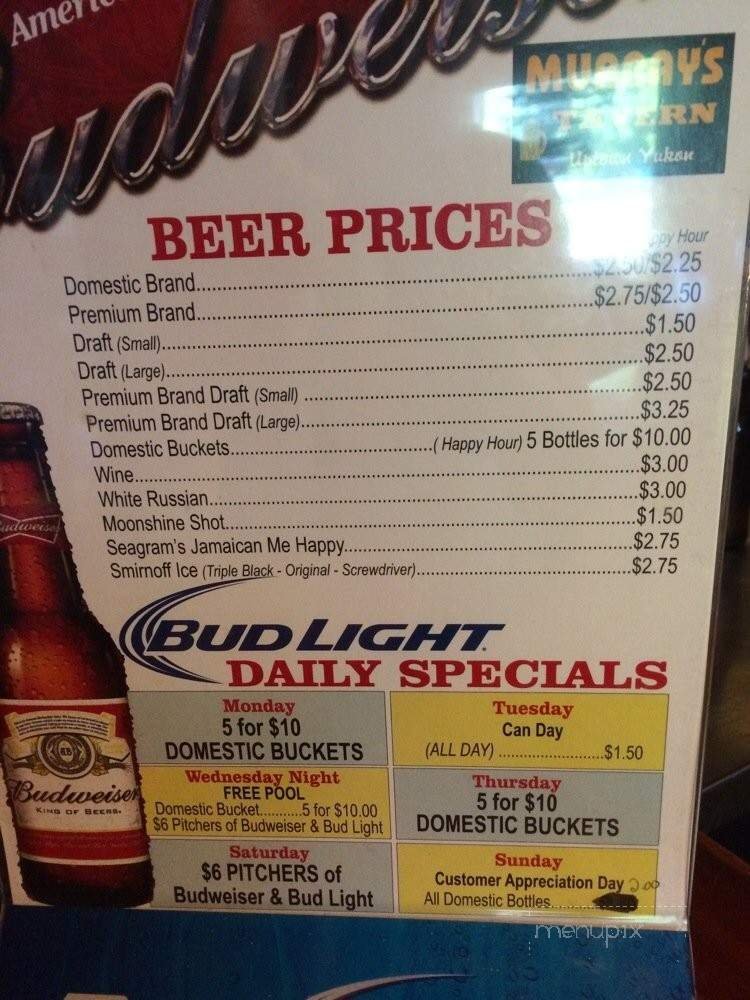 Budweiser
MURRAY'S
TAVERN
Uptown Yukon
BEER PRICES
Hour
Domestic Brand..........$2.50/$2.25
Premium Brand..........$2.75/$2.50
Draft (Small)..........$1.50
Draft (Large)..........$2.50
Premium Brand Draft (Small) ..........$2.50
Premium Brand Draft (Large)..........$3.25
Domestic Buckets..........( Happy Hour) 5 Bottles for $10.00
Wine..........$3.00
White Russian..........$3.00
Moonshine Shot..........$1.50
Seagram's Jamaican Me Happy..........$2.75
Smirnoff Ice (Triple Black - Original - Screwdriver)..........$2.75
BUD LIGHT
DAILY SPECIALS
Monday
5 for $10
DOMESTIC BUCKETS
Tuesday
Can Day
(ALL DAY) ..........$1.50
Wednesday Night
FREE POOL
Domestic Bucket..........5 for $10.00
$6 Pitchers of Budweiser & Bud Light
Thursday
5 for $10
DOMESTIC BUCKETS
Saturday
$6 PITCHERS of
Budweiser & Bud Light
Sunday
Customer Appreciation Day 2.00
All Domestic Bottles...
Budweiser
Budweiser
KING OF BEERS.
menupix